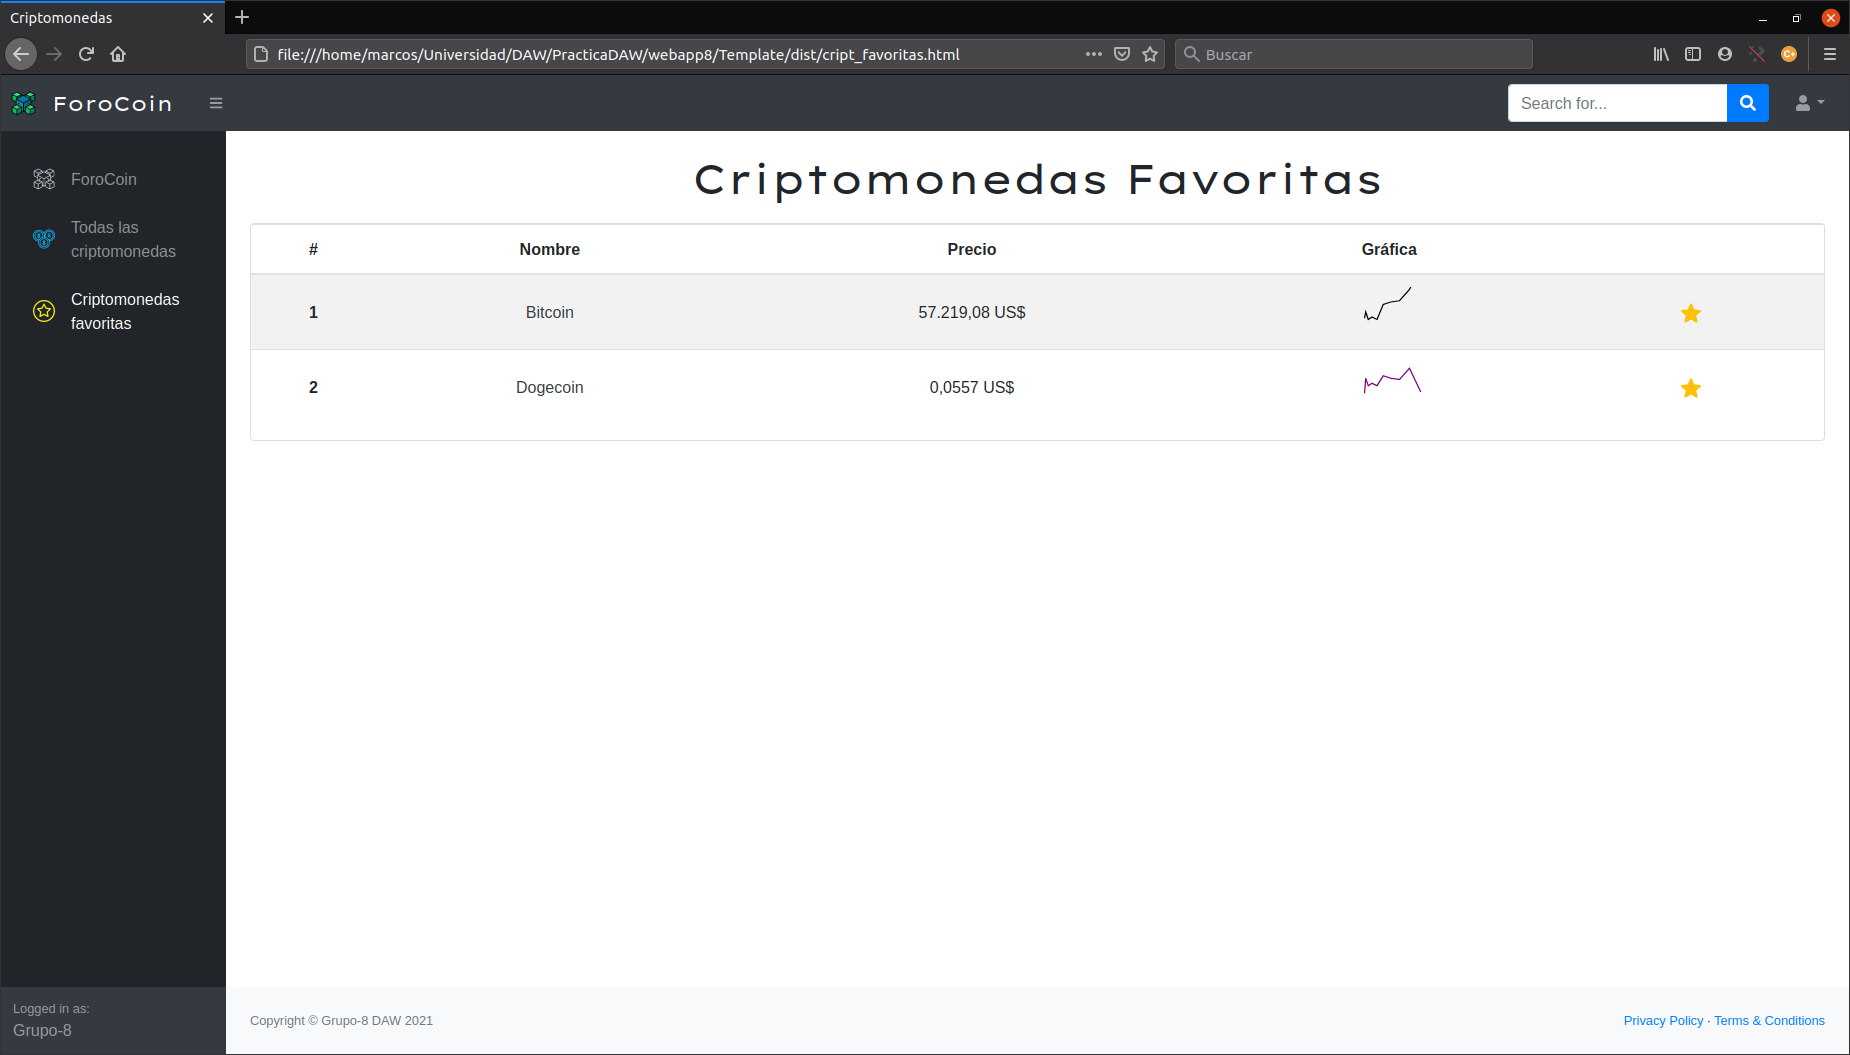 Criptomonedas
file:///home/marcos/Universidad/DAW/PracticaDAW/webapp8/Template/dist/cript_favoritas.html
Buscar
ForoCoin
Search for...
ForoCoin
Todas las
criptomonedas
Criptomonedas
favoritas
Criptomonedas Favoritas
# Nombre Precio Gráfica
1 Bitcoin 57.219,08 US$
2 Dogecoin 0,0557 US$
Logged in as:
Grupo-8
Copyright © Grupo-8 DAW 2021
Privacy Policy · Terms & Conditions